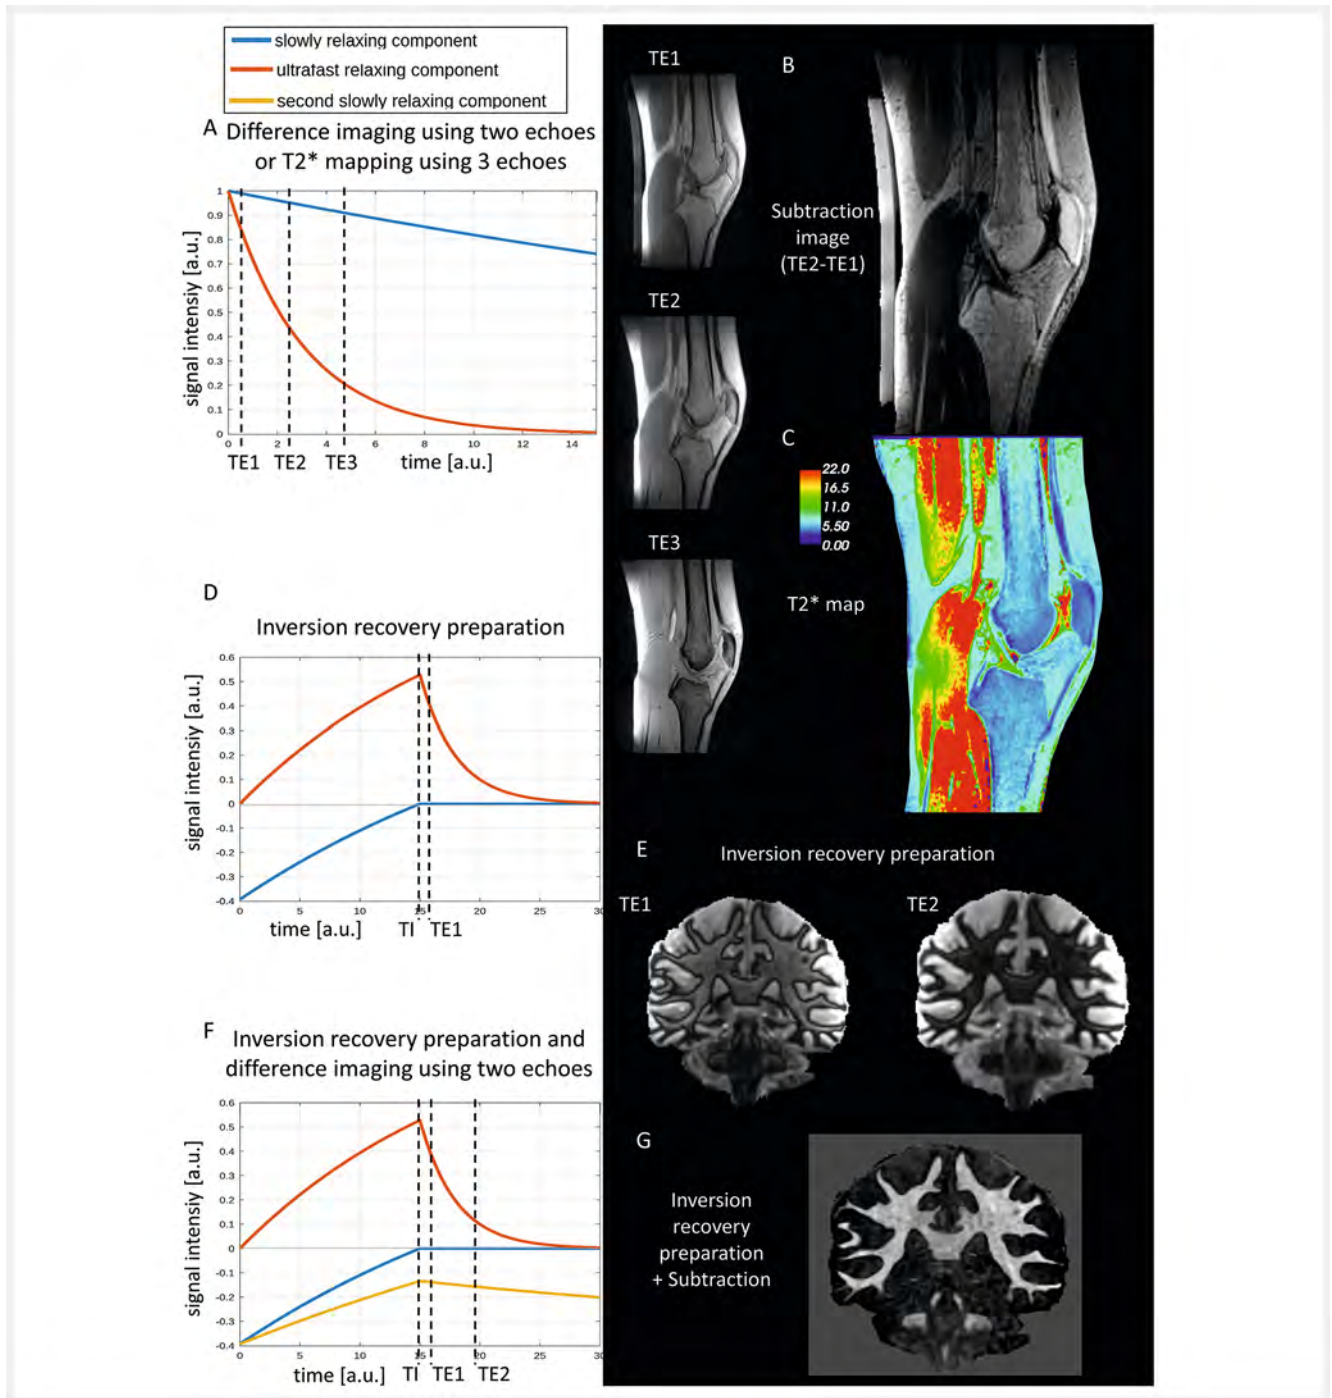 slowly relaxing component
ultrafast relaxing component
second slowly relaxing component
A Difference imaging using two echoes
or T2* mapping using 3 echoes
signal intensiy [a.u.]
1
0.9
0.8
0.7
0.6
0.5
0.4
0.3
0.2
0.1
0
0 2 4 6 8 10 12 14
TE1 TE2 TE3 time [a.u.]
TE1
TE2
TE3
B
Subtraction
image
(TE2-TE1)
C
22.0
16.5
11.0
5.50
0.00
T2* map
D
Inversion recovery preparation
signal intensiy [a.u.]
0.6
0.5
0.4
0.3
0.2
0.1
0
-0.1
-0.2
-0.3
-0.4
0 5 10 15 20 25 30
time [a.u.] TI TE1
E Inversion recovery preparation
TE1 TE2
F
Inversion recovery preparation and
difference imaging using two echoes
signal intensiy [a.u.]
0.6
0.5
0.4
0.3
0.2
0.1
0
-0.1
-0.2
-0.3
-0.4
0 5 10 15 20 25 30
time [a.u.] TI TE1 TE2
G
Inversion
recovery
preparation
+ Subtraction